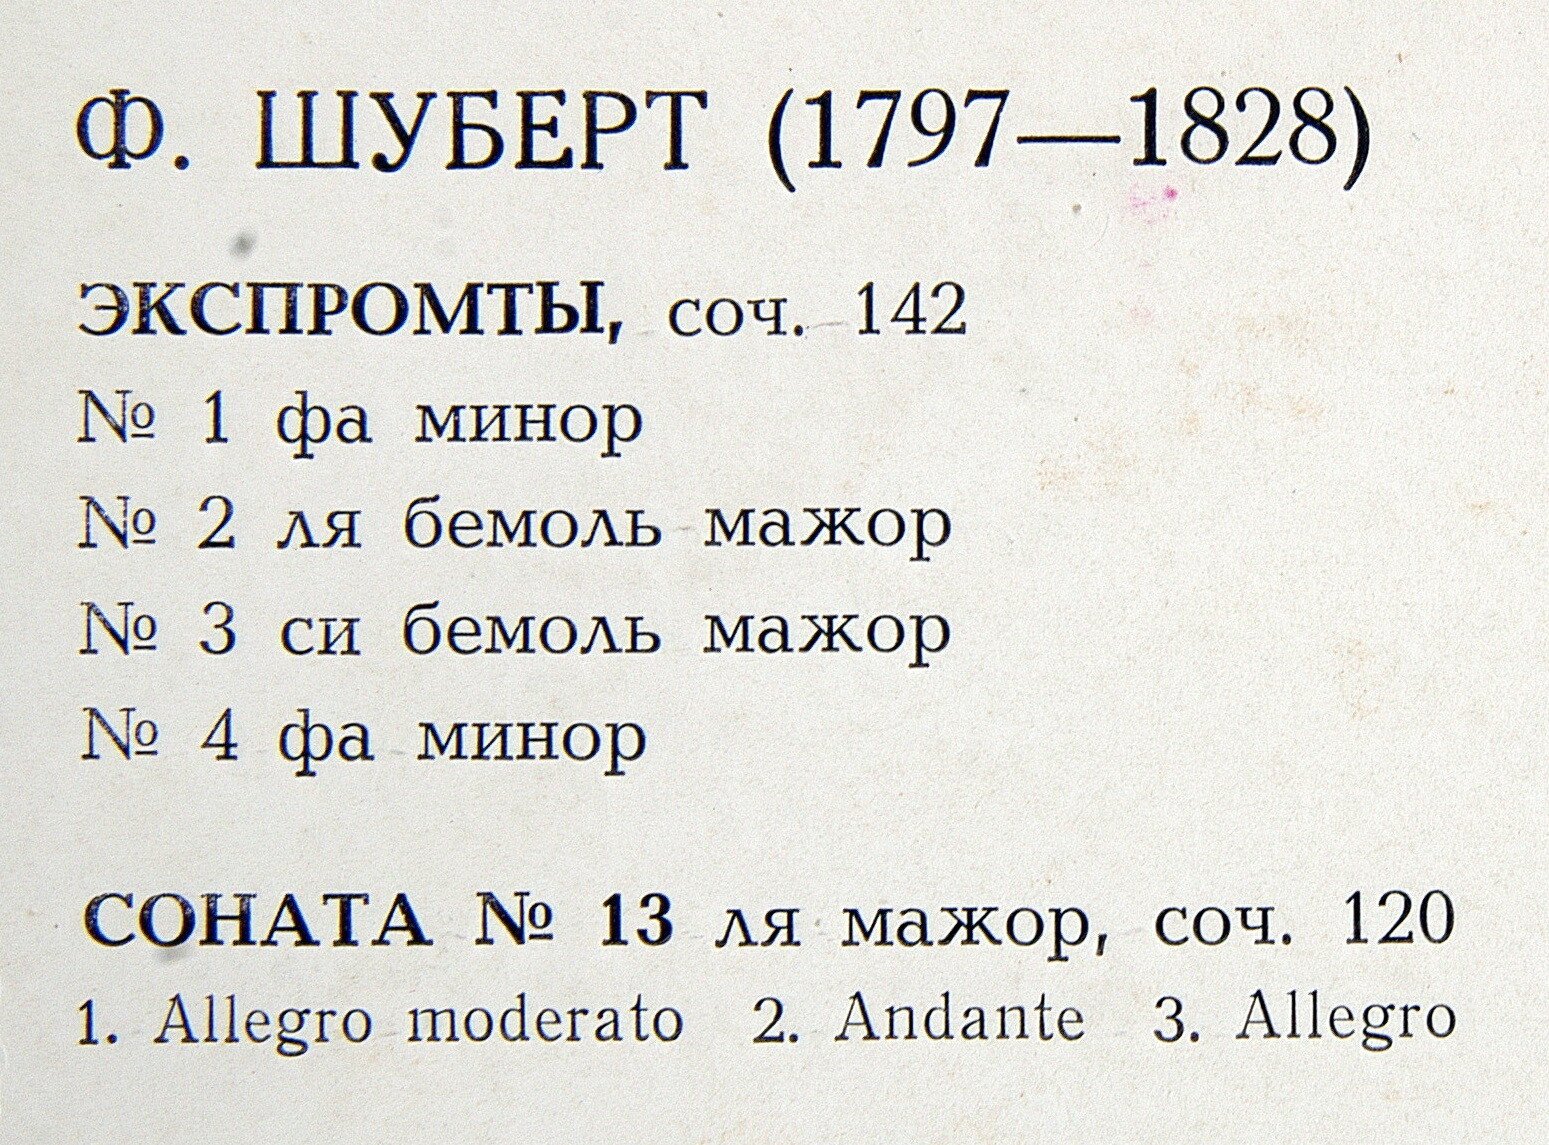 Ф. ШУБЕРТ (1797—1828)
ЭКСПРОМТЫ, соч. 142
№ 1 фа минор
№ 2 ля бемоль мажор
№ 3 си бемоль мажор
№ 4 фа минор
СОНАТА № 13 ля мажор, соч. 120
1. Allegro moderato 2. Andante 3. Allegro